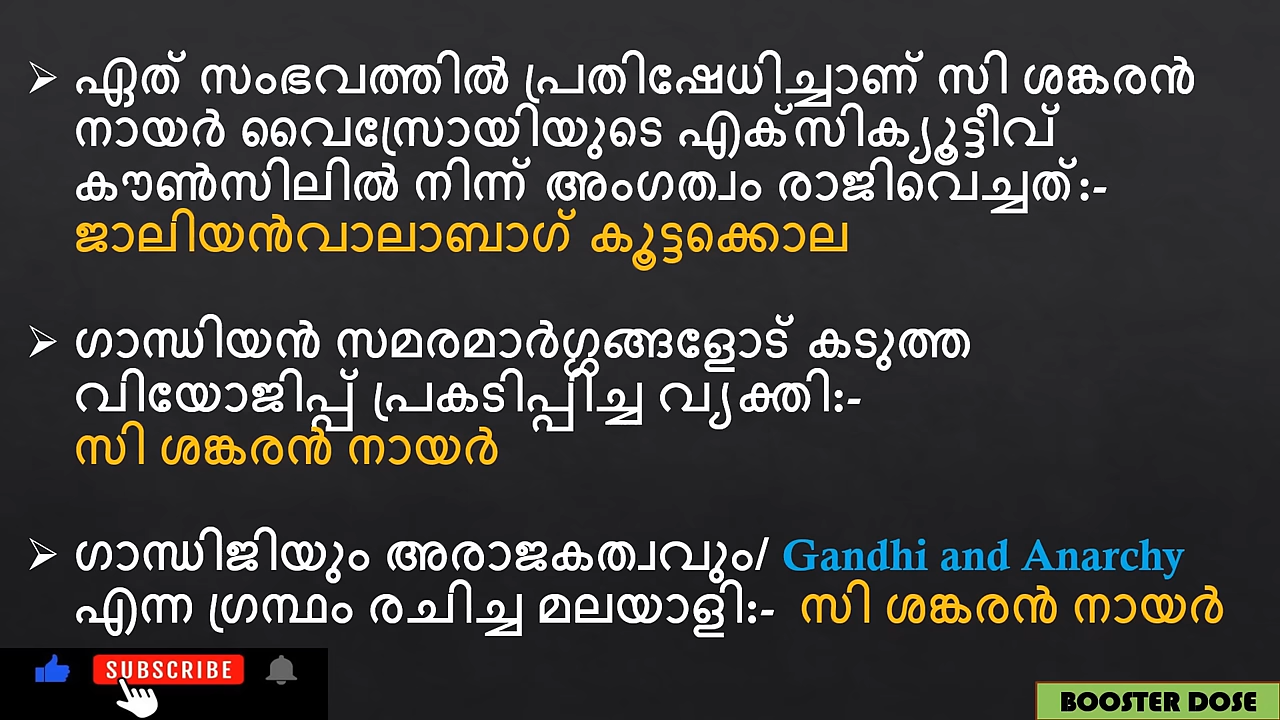 ➢ ഏത് സംഭവത്തിൽ പ്രതിഷേധിച്ചാണ് സി ശങ്കരൻ
നായർ വൈസ്രോയിയുടെ എക്സിക്യൂട്ടീവ്
കൗൺസിലിൽ നിന്ന് അംഗത്വം രാജിവെച്ചത്:-
ജാലിയൻവാലാബാഗ് കൂട്ടക്കൊല
➢ ഗാന്ധിയൻ സമരമാർഗ്ഗങ്ങളോട് കടുത്ത
വിയോജിപ്പ് പ്രകടിപ്പിച്ച വ്യക്തി:-
സി ശങ്കരൻ നായർ
➢ ഗാന്ധിജിയും അരാജകത്വവും/ Gandhi and Anarchy
എന്ന ഗ്രന്ഥം രചിച്ച മലയാളി:- സി ശങ്കരൻ നായർ
SUBSCRIBE
BOOSTER DOSE